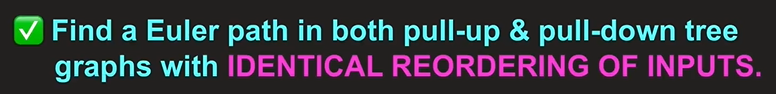 ✅ Find a Euler path in both pull-up & pull-down tree
graphs with IDENTICAL REORDERING OF INPUTS.